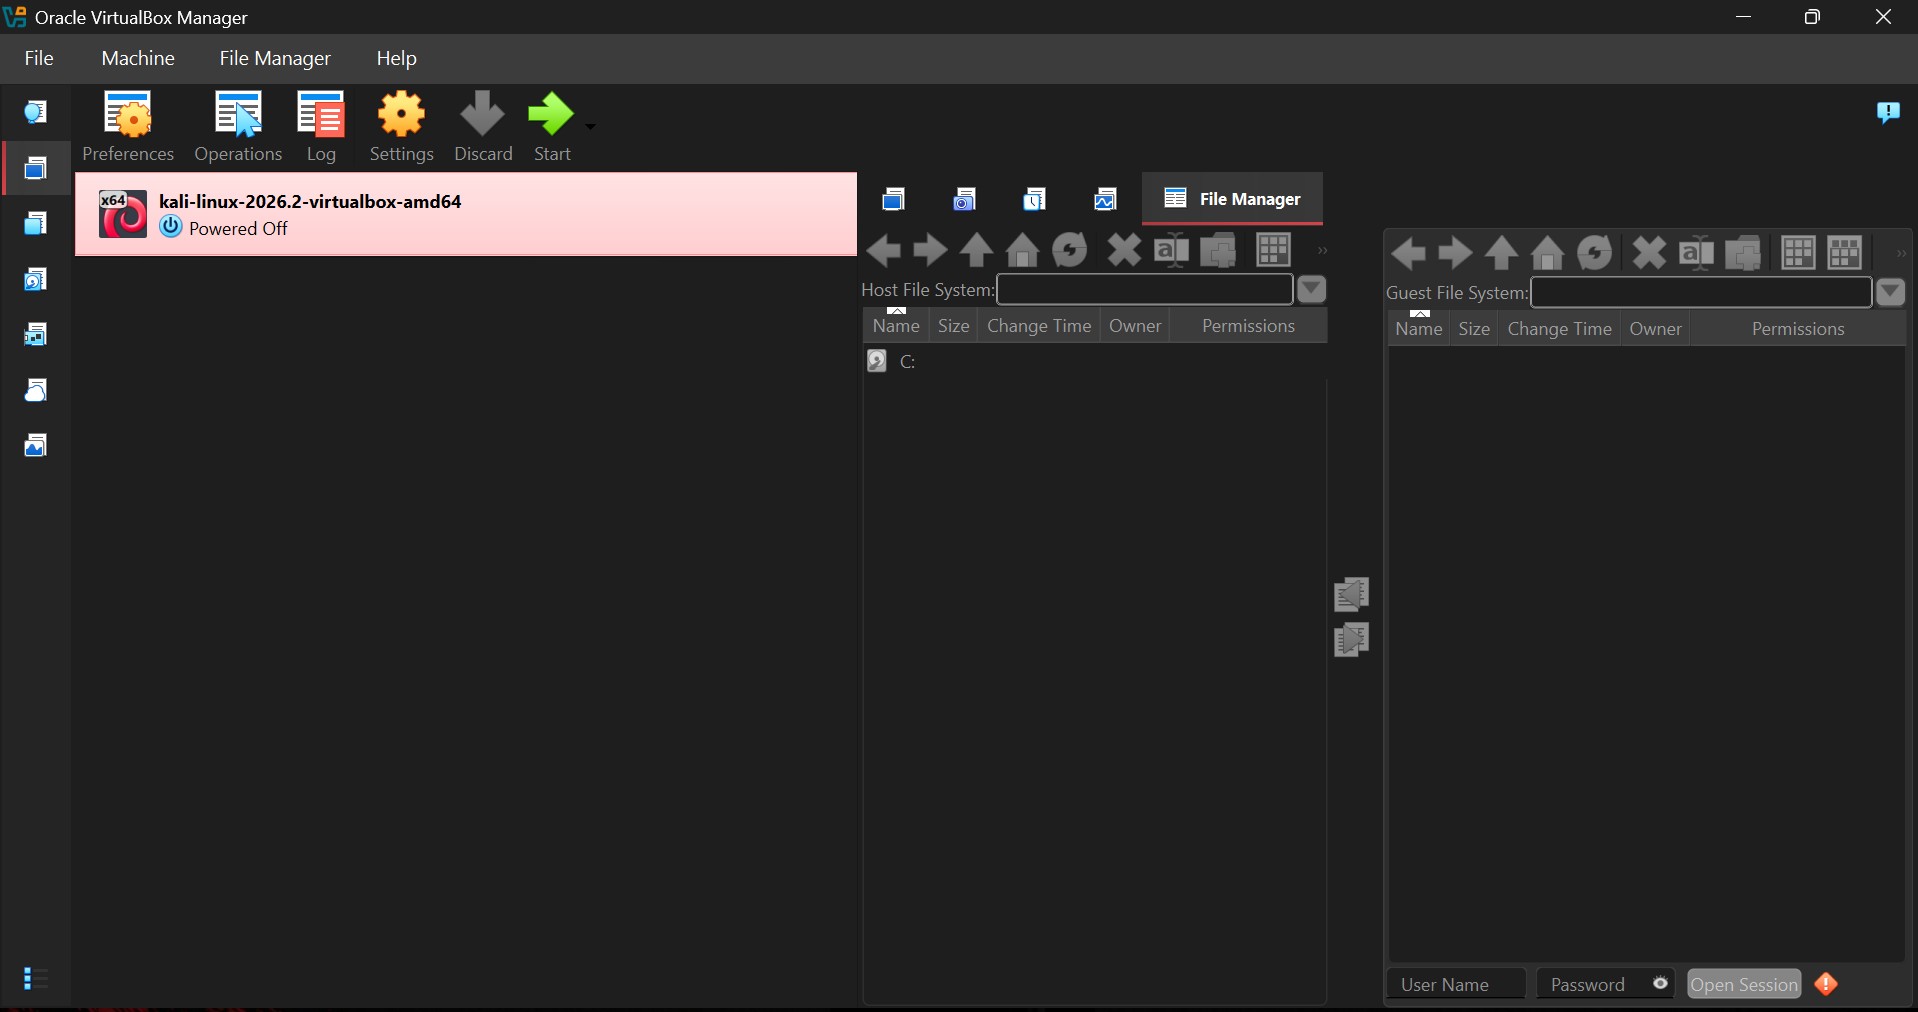 Oracle VirtualBox Manager
File Machine File Manager Help
Preferences Operations Log Settings Discard Start
x64 kali-linux-2026.2-virtualbox-amd64
Powered Off
File Manager
Host File System:
Name Size Change Time Owner Permissions
C:
Guest File System:
Name Size Change Time Owner Permissions
User Name Password Open Session